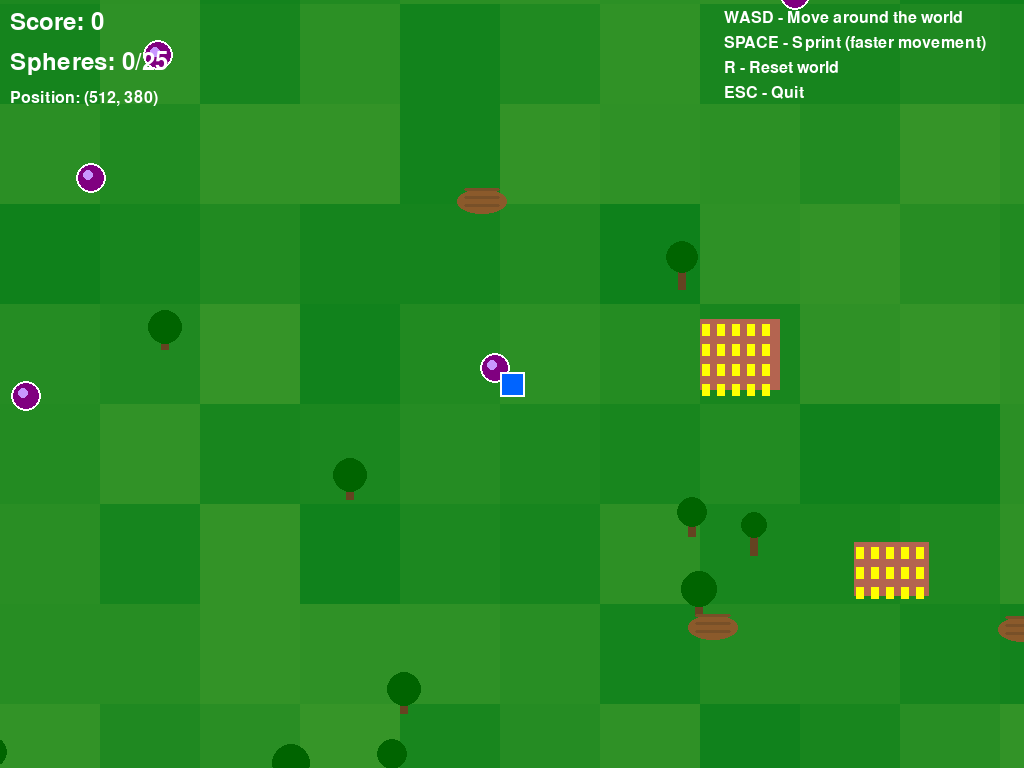 Score: 0
Spheres: 0/25
Position: (512, 380)
WASD - Move around the world
SPACE - Sprint (faster movement)
R - Reset world
ESC - Quit